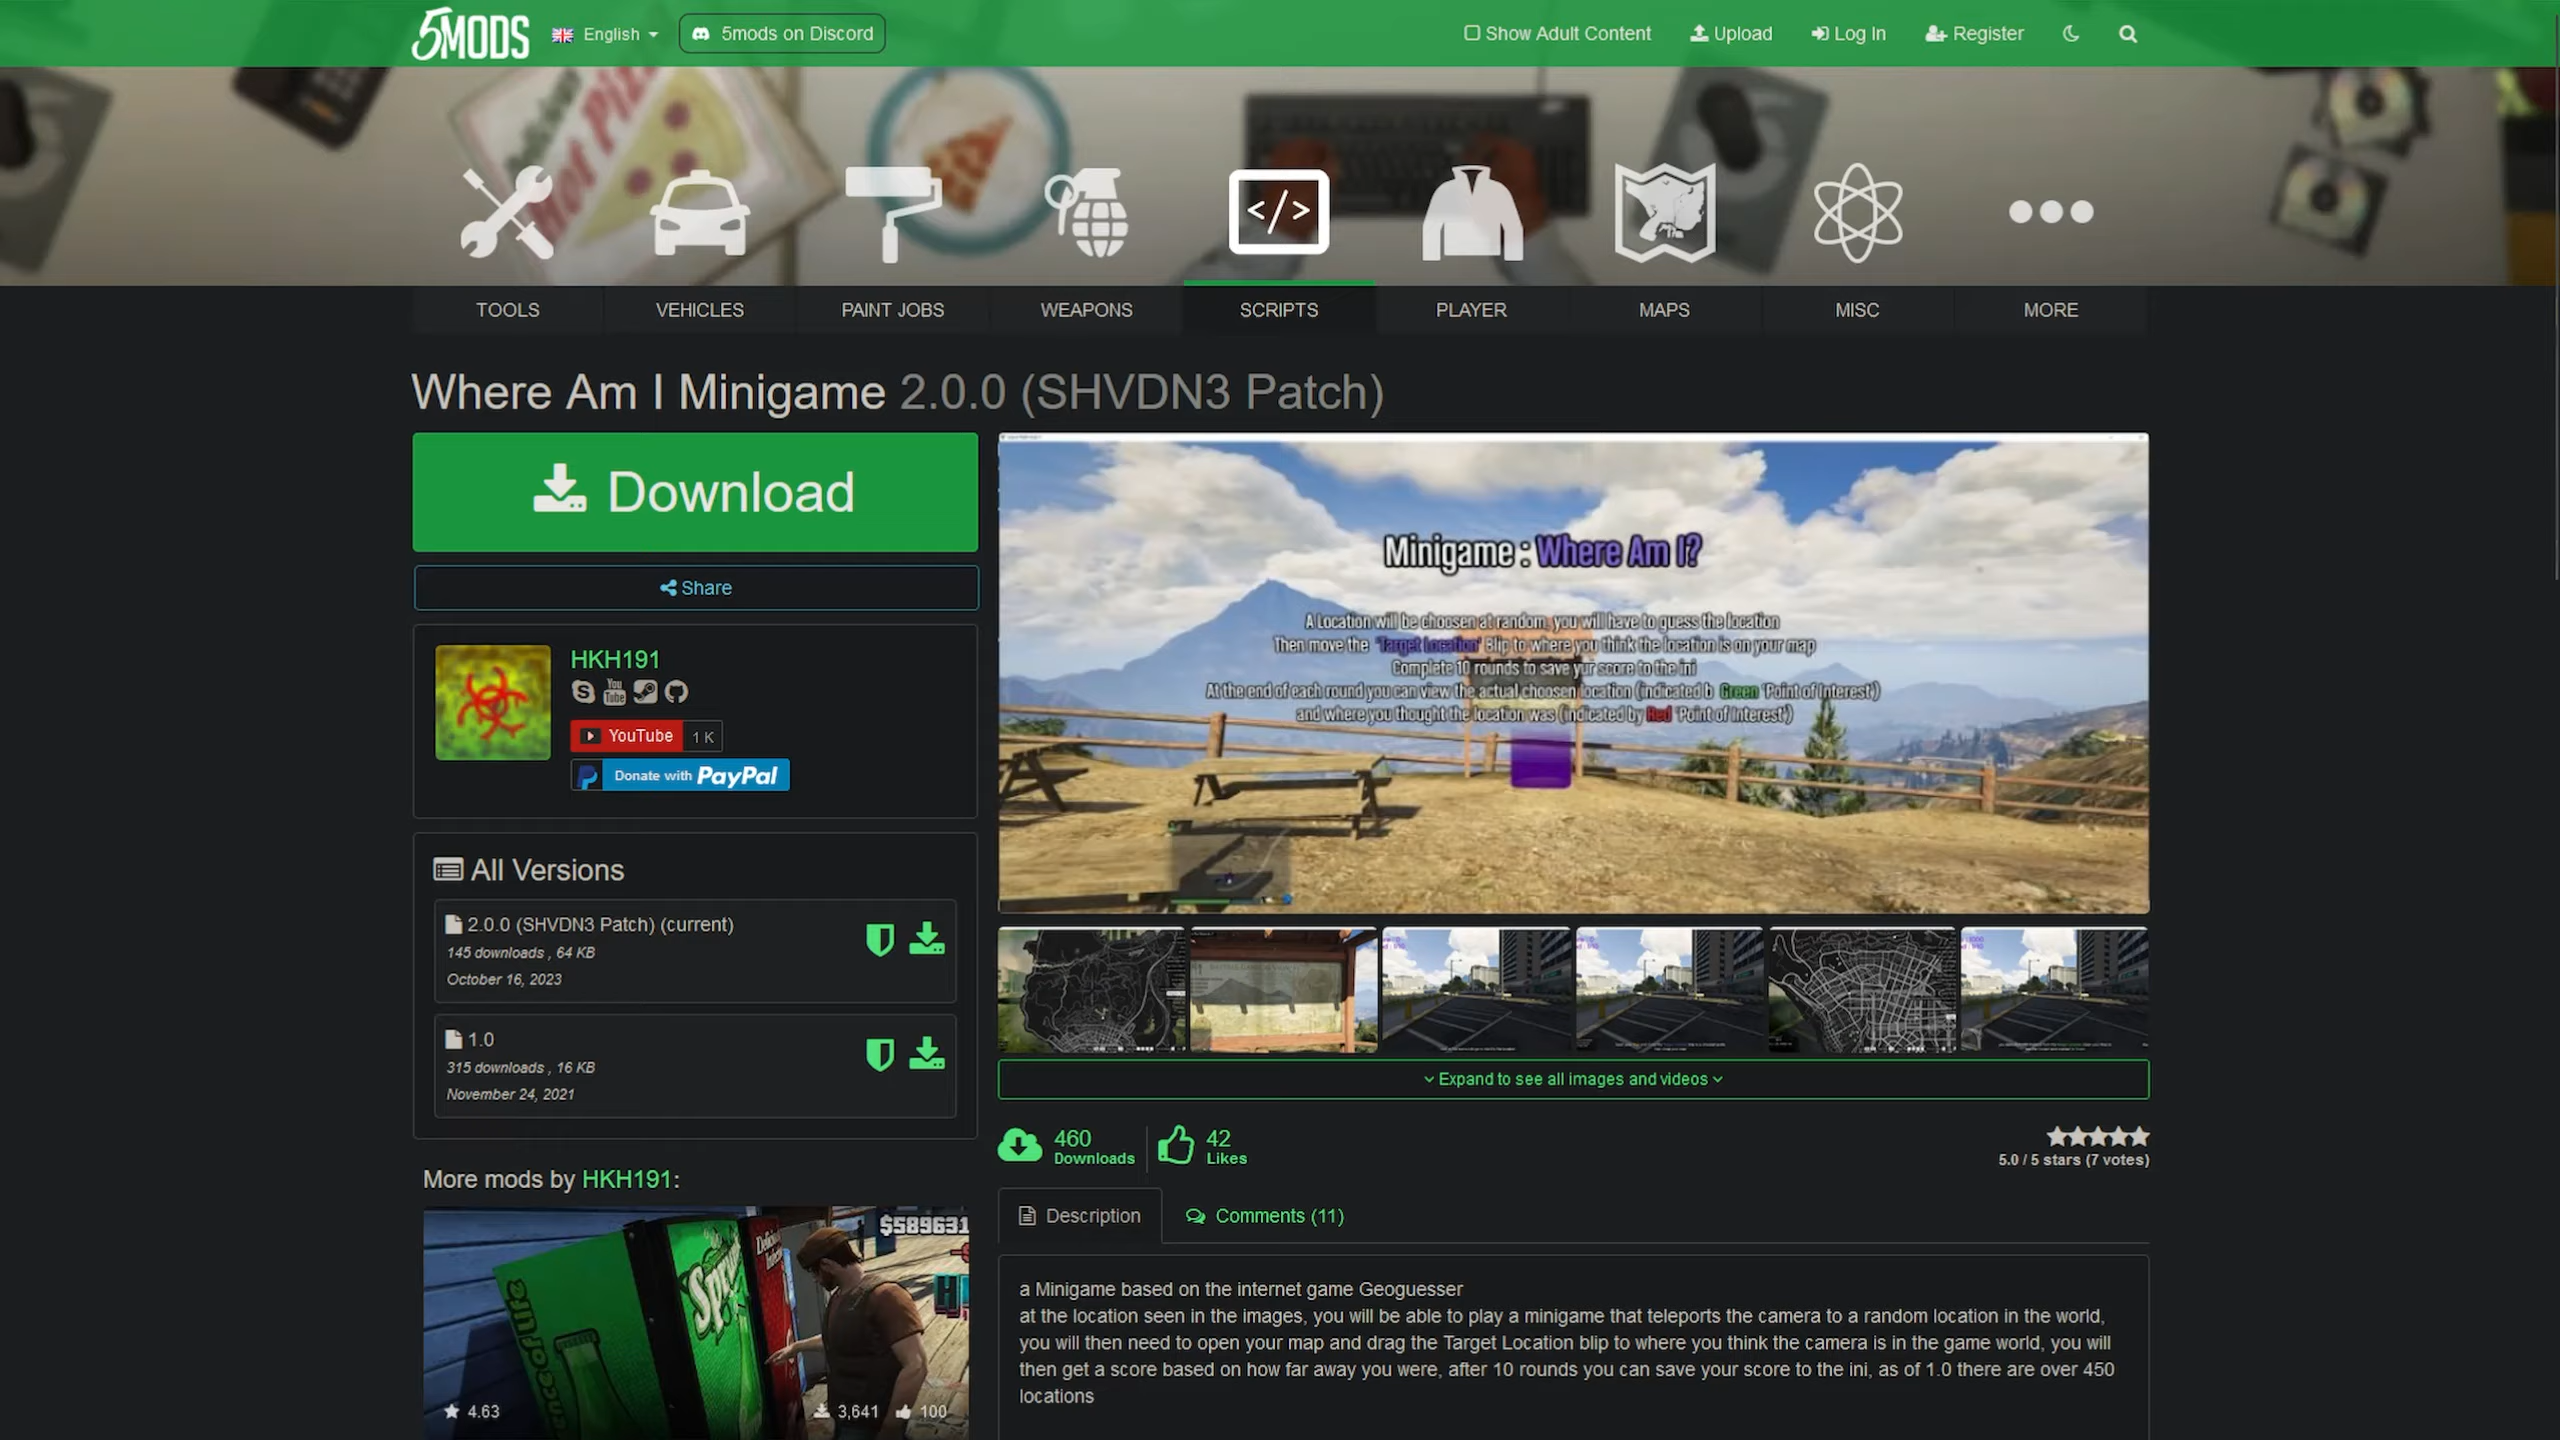 5MODS
English
5mods on Discord
Show Adult Content
Upload
Log In
Register
Hot Pizza
TOOLS
VEHICLES
PAINT JOBS
WEAPONS
</>
SCRIPTS
PLAYER
MAPS
MISC
MORE
Where Am I Minigame 2.0.0 (SHVDN3 Patch)
Download
Share
HKH191
You Tube
YouTube 1 K
Donate with PayPal
All Versions
2.0.0 (SHVDN3 Patch) (current)
145 downloads , 64 KB
October 16, 2023
1.0
315 downloads , 16 KB
November 24, 2021
More mods by HKH191:
$589631
Sprunk
ence of Life
4.63
3,641
100
Minigame : Where Am I?
A Location will be choosen at random, you will have to guess the location
Then move the 'Target Location' Blip to where you think the location is on your map
Complete 10 rounds to save yur score to the ini
At the end of each round you can view the actual choosen location (indicated b Green 'Point of Interest')
and where you thought the location was (indicated by Red 'Point of Interest')
Expand to see all images and videos
460
Downloads
42
Likes
5.0 / 5 stars (7 votes)
Description
Comments (11)
a Minigame based on the internet game Geoguesser
at the location seen in the images, you will be able to play a minigame that teleports the camera to a random location in the world,
you will then need to open your map and drag the Target Location blip to where you think the camera is in the game world, you will
then get a score based on how far away you were, after 10 rounds you can save your score to the ini, as of 1.0 there are over 450
locations